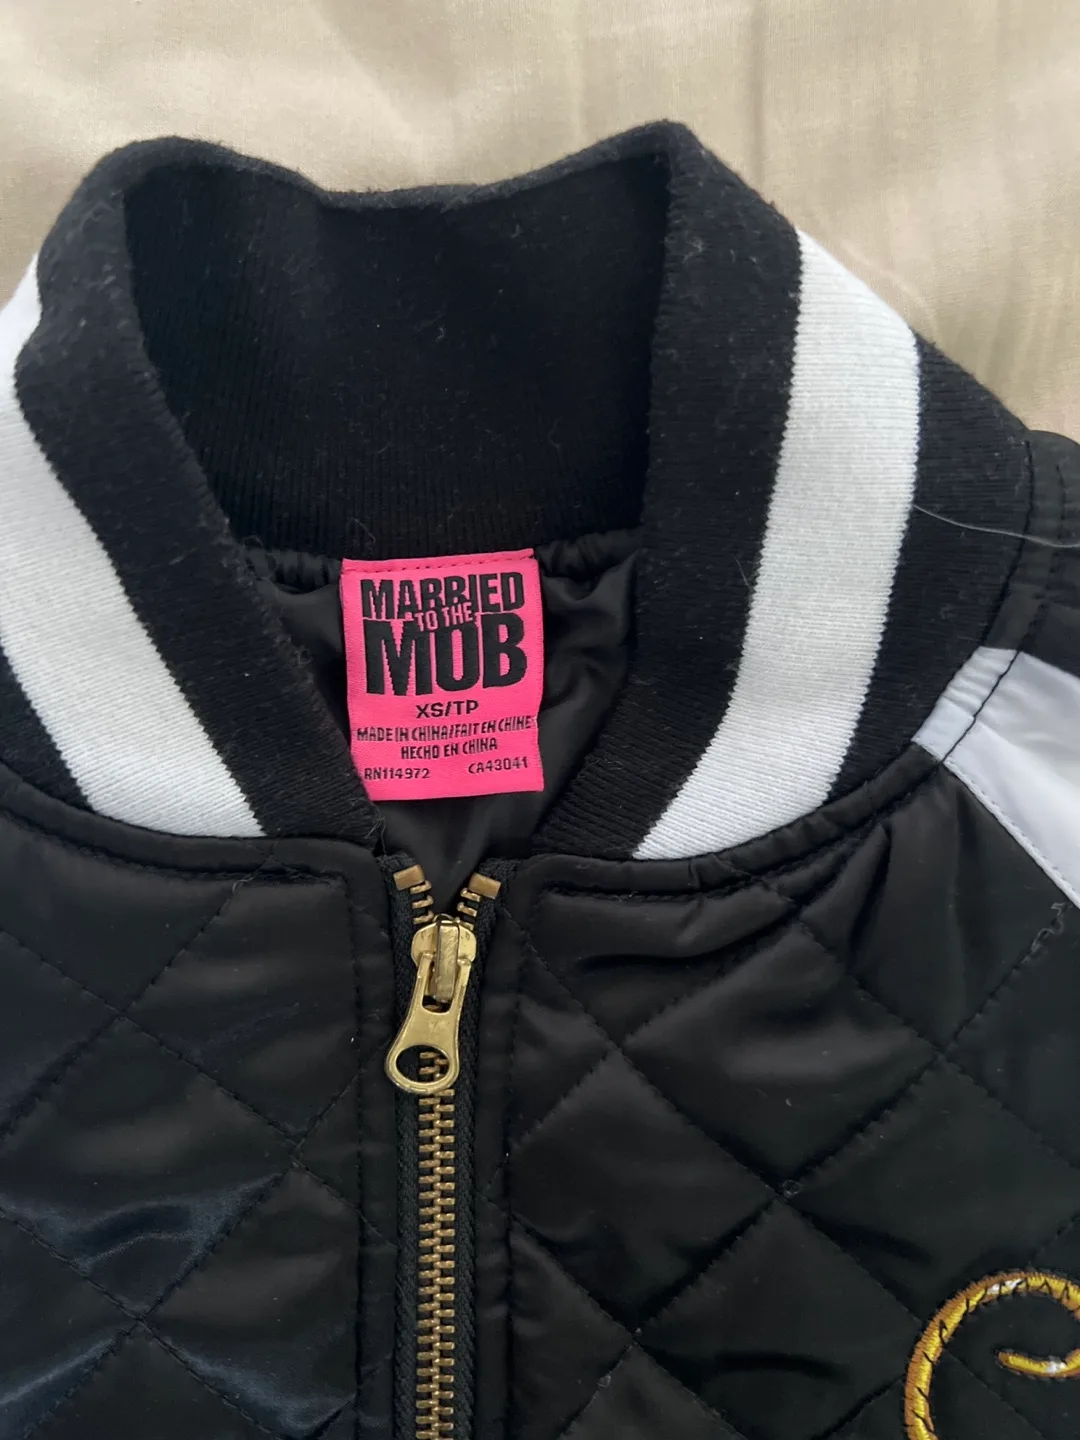 MARRIED
TO THE
MOB
XS/TP
MADE IN CHINA/FAIT EN CHINE
HECHO EN CHINA
RN114972 CA43041